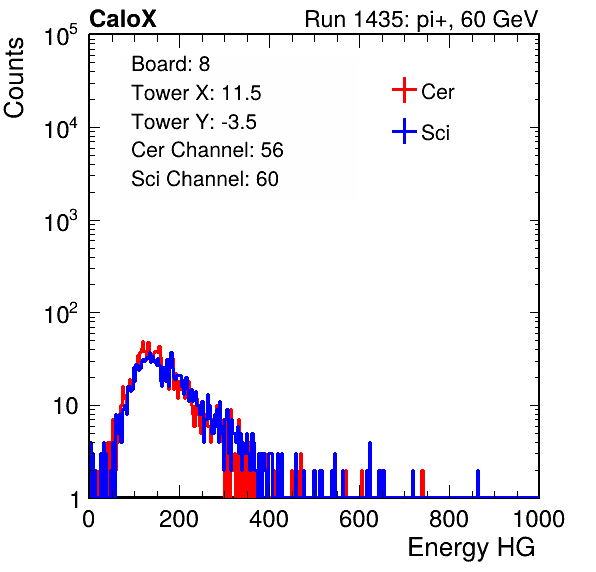 CaloX Run 1435: pi+, 60 GeV
Counts
Board: 8
Tower X: 11.5
Tower Y: -3.5
Cer Channel: 56
Sci Channel: 60
Cer
Sci
10^5
10^4
10^3
10^2
10
1
0 200 400 600 800 1000
Energy HG